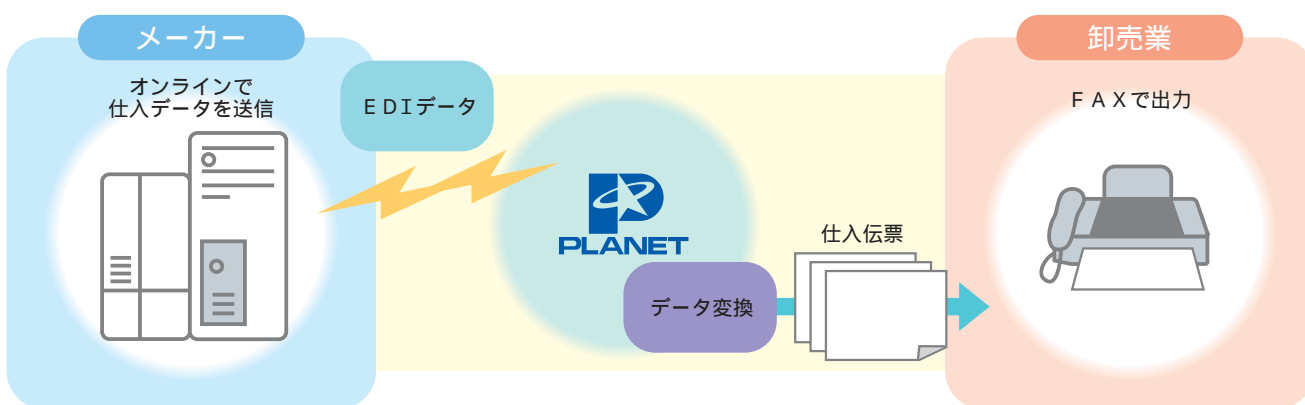 メーカー
オンラインで
仕入データを送信
EDIデータ
PLANET
データ変換
仕入伝票
卸売業
FAXで出力